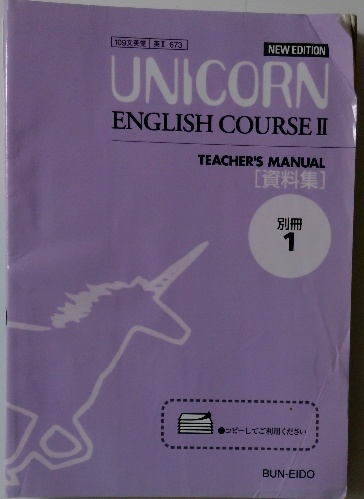 109文英堂 英Ⅱ 673
NEW EDITION
UNICORN
ENGLISH COURSE Ⅱ
TEACHER'S MANUAL
[資料集]
別冊
1
●コピーしてご利用ください
BUN-EIDO